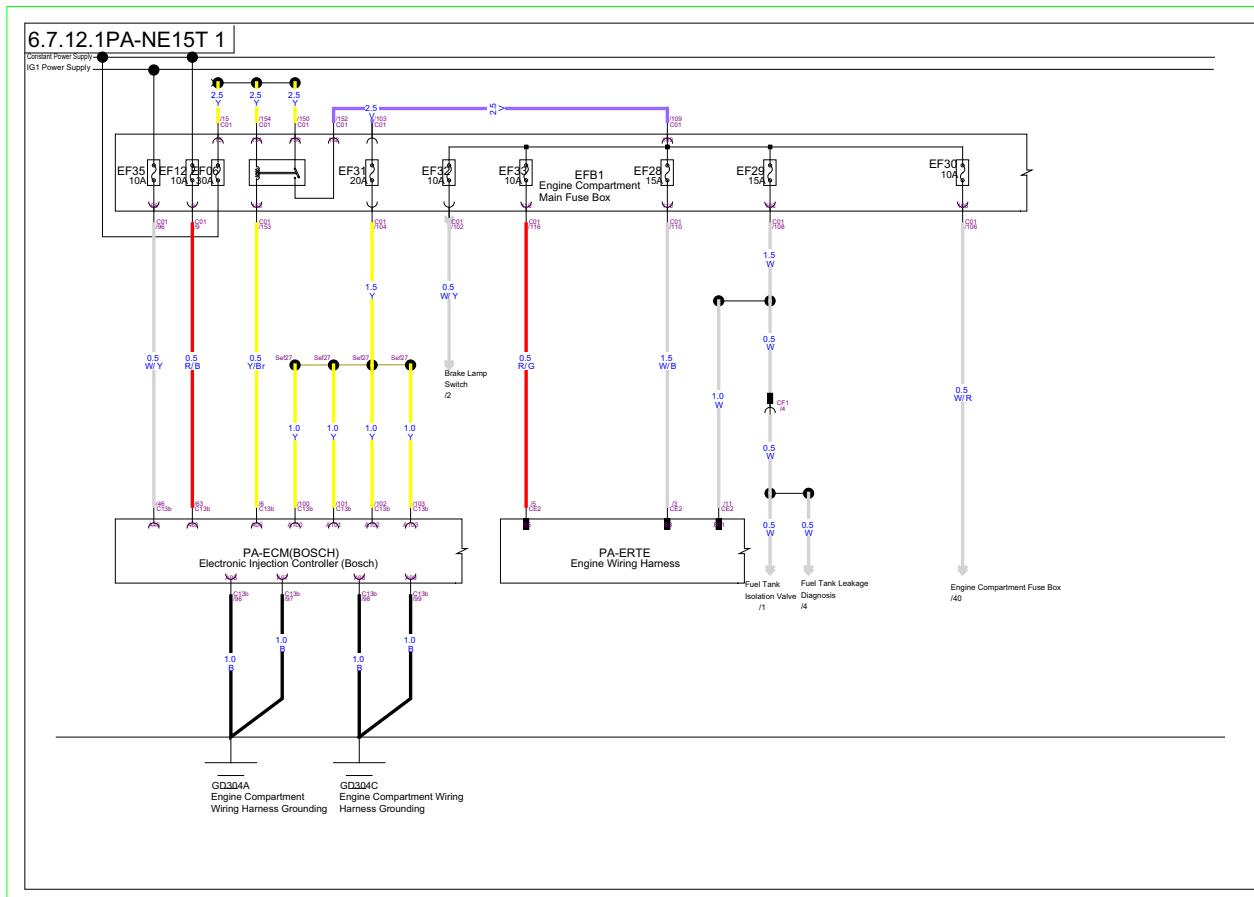 6.7.12.1PA-NE15T 1
Constant Power Supply
IG1 Power Supply
2.5
Y
2.5
Y
2.5
Y
2.5
V
2.5
V
/15
C01
/154
C01
/150
C01
/152
C01
/103
C01
/109
C01
EF35
10A
EF12
10A
EF06
30A
EF31
20A
EF32
10A
EF33
10A
EFB1
Engine Compartment
Main Fuse Box
EF28
15A
EF29
15A
EF30
10A
C01
/96
C01
/9
C01
/153
C01
/104
C01
/102
C01
/116
C01
/110
C01
/108
C01
/106
1.5
W
1.5
Y
0.5
W/ Y
0.5
W
0.5
W/ Y
0.5
R/B
0.5
Y/Br
Sef27
Sef27
Sef27
Sef27
0.5
R/G
1.5
W/B
Brake Lamp
Switch
/2
1.0
W
CF1
/4
0.5
W/R
1.0
Y
1.0
Y
1.0
Y
1.0
Y
0.5
W
/46
C13b
/63
C13b
/6
C13b
/100
C13b
/101
C13b
/102
C13b
/103
C13b
/5
CE2
/3
CE2
/11
CE2
0.5
W
0.5
W
A100
A101
A102
A103
PA-ECM(BOSCH)
Electronic Injection Controller (Bosch)
PA-ERTE
Engine Wiring Harness
Fuel Tank
Isolation Valve
/1
Fuel Tank Leakage
Diagnosis
/4
Engine Compartment Fuse Box
/40
A96
A97
A98
A99
C13b
/96
C13b
/97
C13b
/98
C13b
/99
1.0
B
1.0
B
1.0
B
1.0
B
GD304A
Engine Compartment
Wiring Harness Grounding
GD304C
Engine Compartment Wiring
Harness Grounding